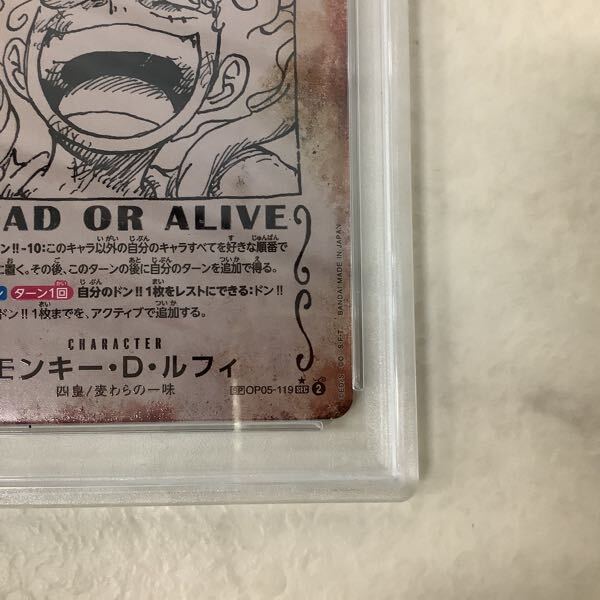 AD OR ALIVE
ン!!-10:このキャラ以外の自分のキャラすべてを好きな順番で
に置く。その後、このターンの後に自分のターンを追加で得る。
ターン1回 自分のドン!!1枚をレストにできる:ドン!!
ドン!!1枚までを、アクティブで追加する。
CHARACTER
モンキー・D・ルフィ
四皇/麦わらの一味
SP OP05-119 SEC 2
BANDAI MADE IN JAPAN